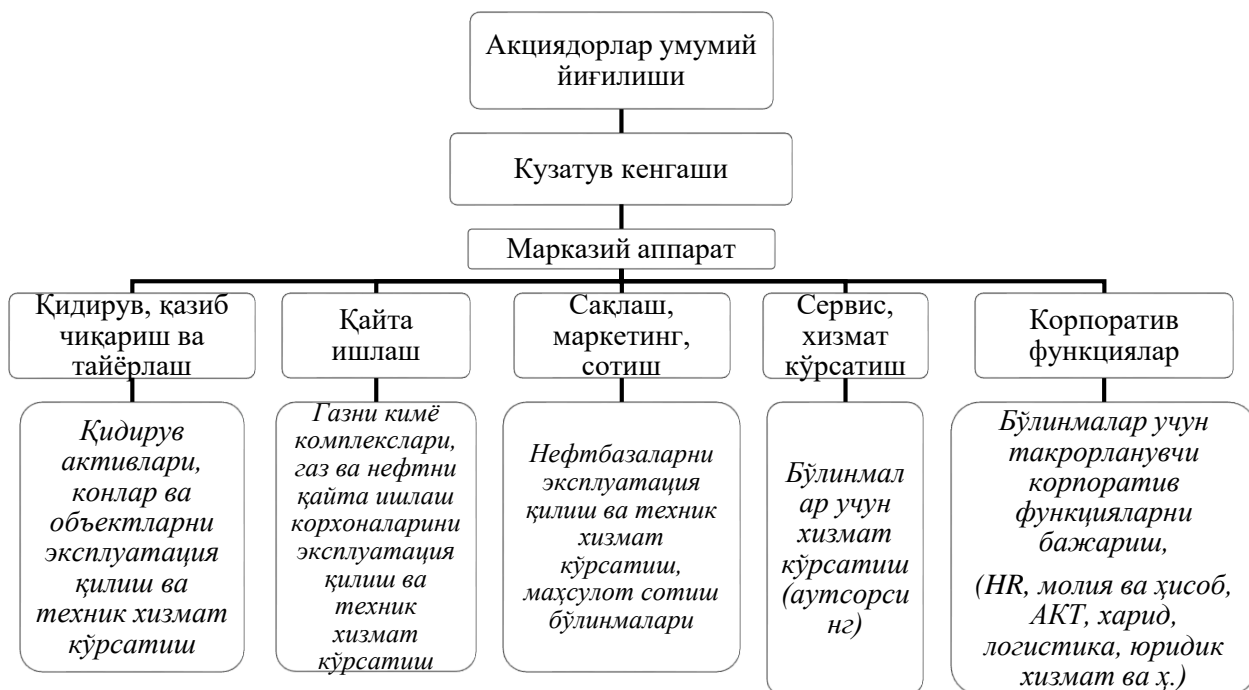 Акциядорлар умумий
йиғилиши
Кузатув кенгаши
Марказий аппарат
Қидирув, қазиб
чиқариш ва
тайёрлаш
Қайта
ишлаш
Сақлаш,
маркетинг,
сотиш
Сервис,
хизмат
кўрсатиш
Корпоратив
функциялар
Қидирув
активлари,
конлар ва
объектларни
эксплуатация
қилиш ва
техник хизмат
кўрсатиш
Газни кимё
комплекслари,
газ ва нефтни
қайта ишлаш
корхоналарини
эксплуатация
қилиш ва
техник
хизмат
кўрсатиш
Нефтбазаларни
эксплуатация
қилиш ва техник
хизмат
кўрсатиш,
маҳсулот сотиш
бўлинмалари
Бўлинмал
ар учун
хизмат
кўрсатиш
(аутсорси
нг)
Бўлинмалар учун
такрорланувчи
корпоратив
функцияларни
бажариш,
(HR, молия ва ҳисоб,
АКТ, харид,
логистика, юридик
хизмат ва ҳ.)